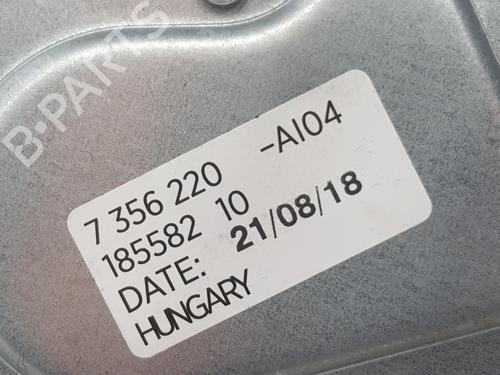 B-PARTS
7 356 220 -AI04
185582 10
DATE: 21/08/18
HUNGARY